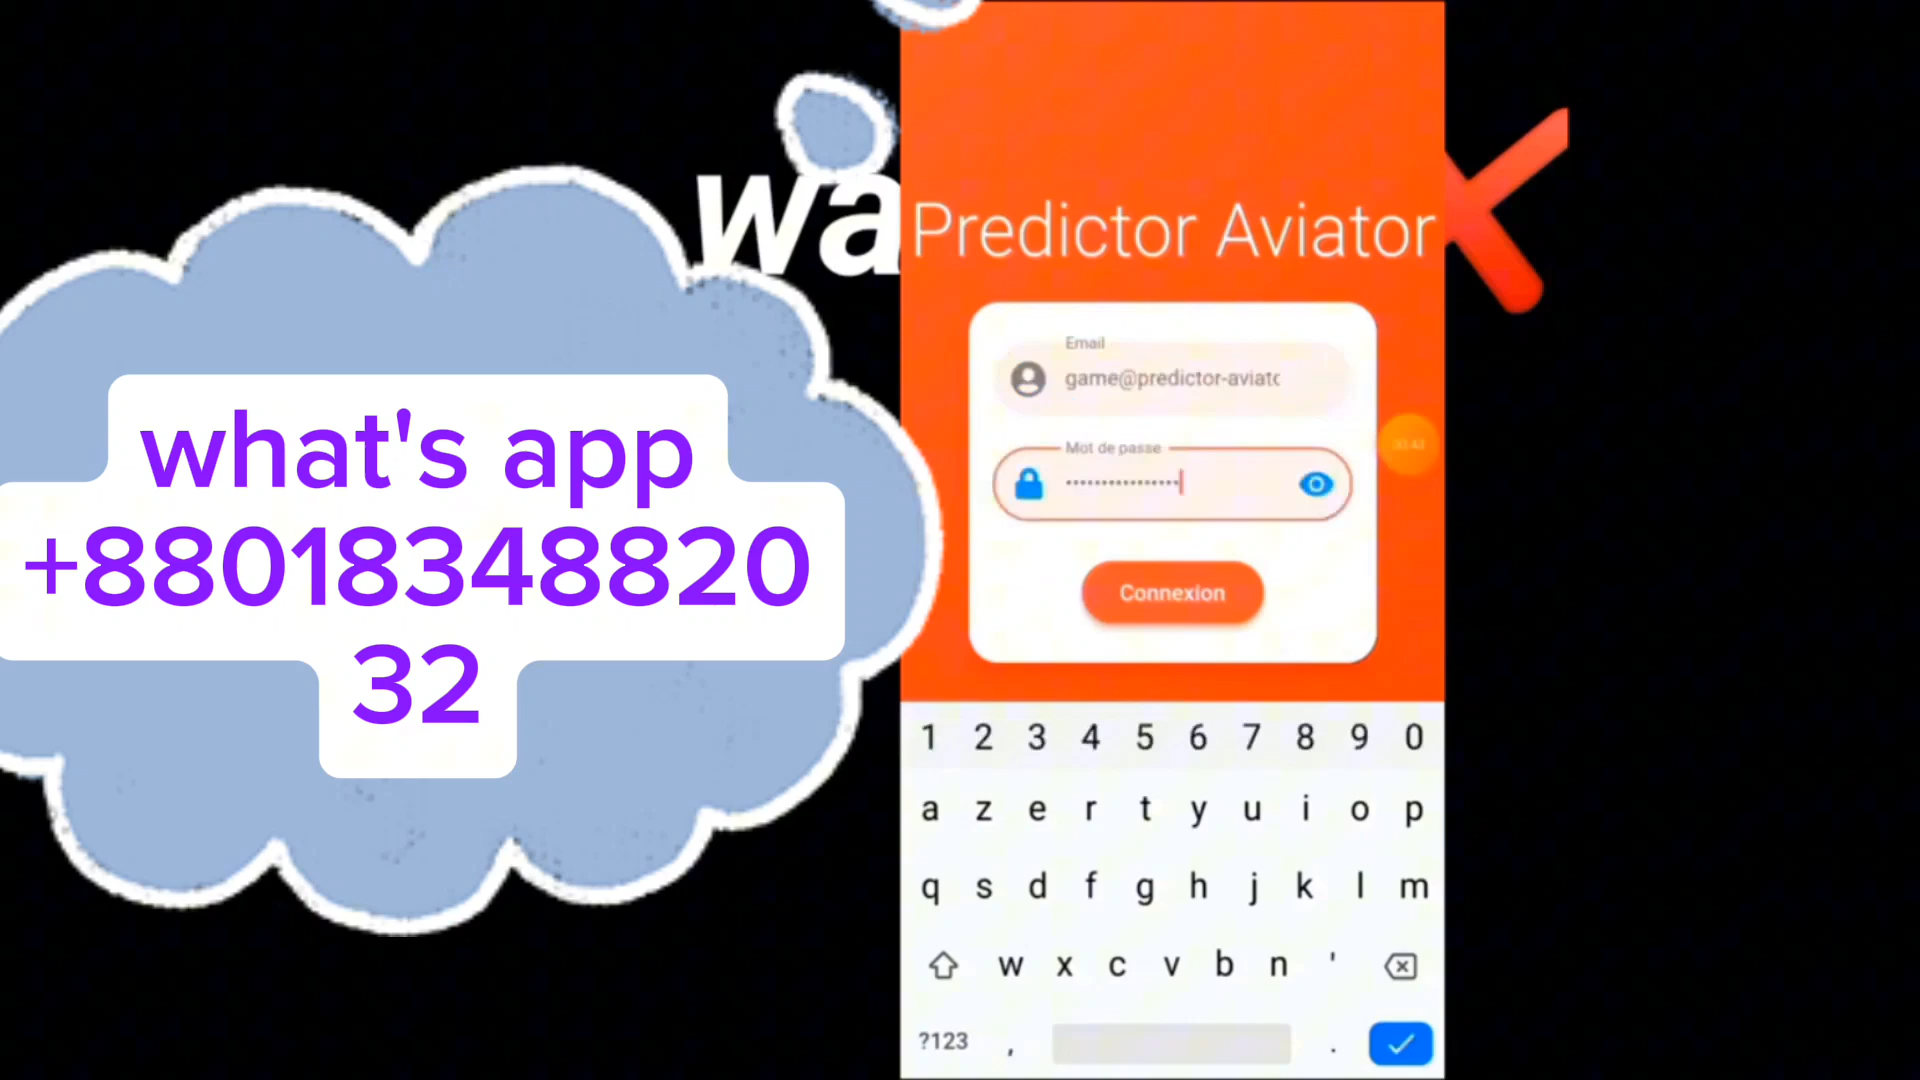 wa
Predictor Aviator
what's app
+88018348820
32
Email
game@predictor-aviato
Mot de passe
Connexion
1 2 3 4 5 6 7 8 9 0
a z e r t y u i o p
q s d f g h j k l m
w x c v b n '
?123 , .